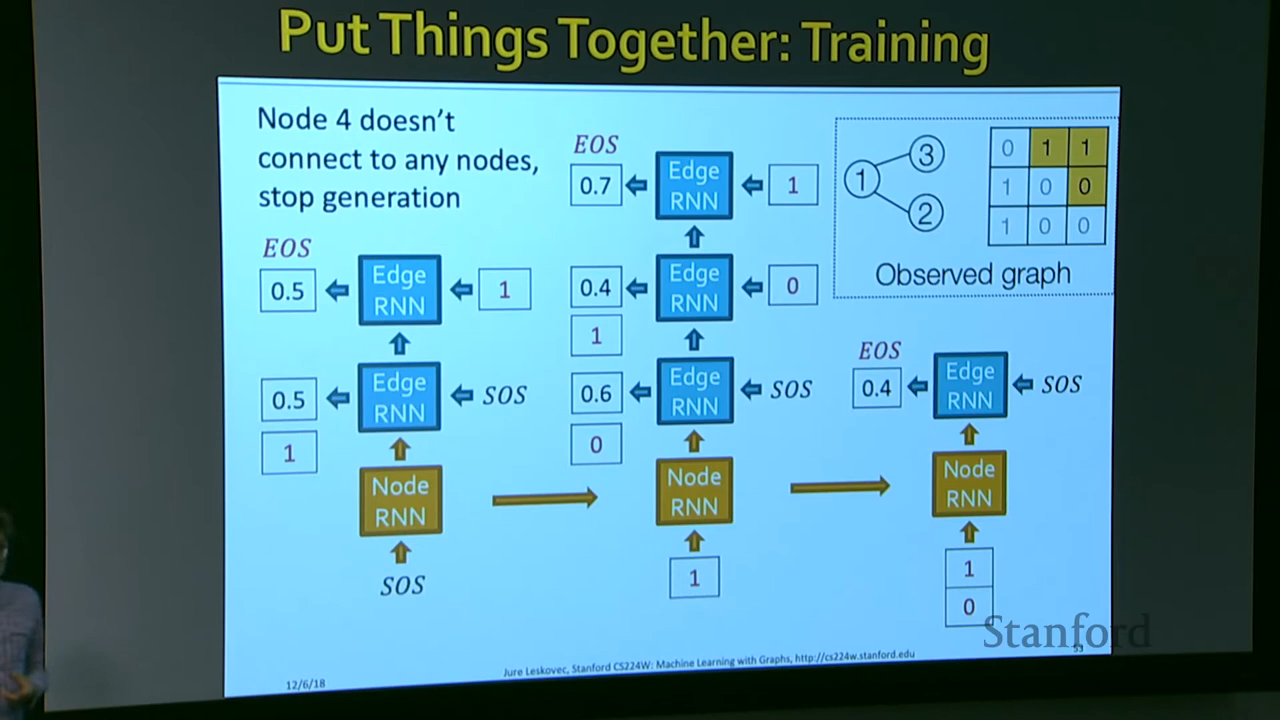 Put Things Together: Training
Node 4 doesn't
connect to any nodes,
stop generation
EOS
0.5
Edge
RNN
1
0.5
1
Edge
RNN
SOS
Node
RNN
SOS
EOS
0.7
Edge
RNN
1
0.4
1
Edge
RNN
0
0.6
0
Edge
RNN
SOS
Node
RNN
1
1
3
2
0 1 1
1 0 0
1 0 0
Observed graph
EOS
0.4
Edge
RNN
SOS
Node
RNN
1
0
Stanford
12/6/18
Jure Leskovec, Stanford CS224W: Machine Learning with Graphs, http://cs224w.stanford.edu
53